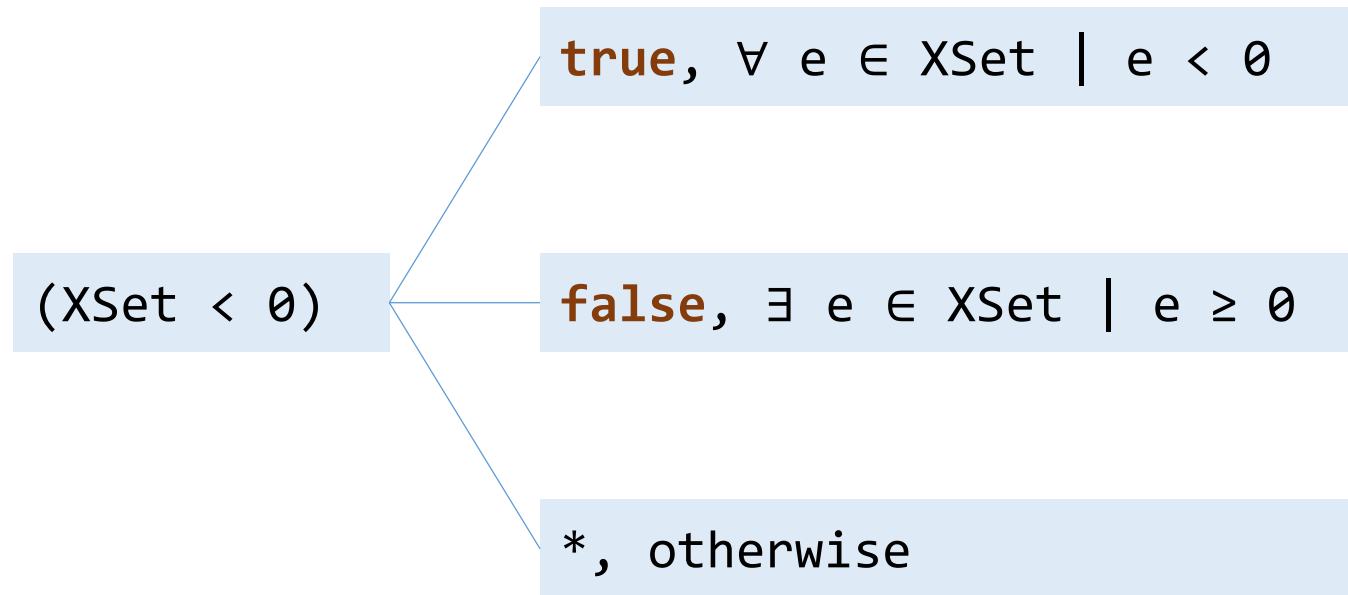 true, ∀ e ∈ XSet | e < 0
(XSet < 0)
false, ∃ e ∈ XSet | e ≥ 0
*, otherwise